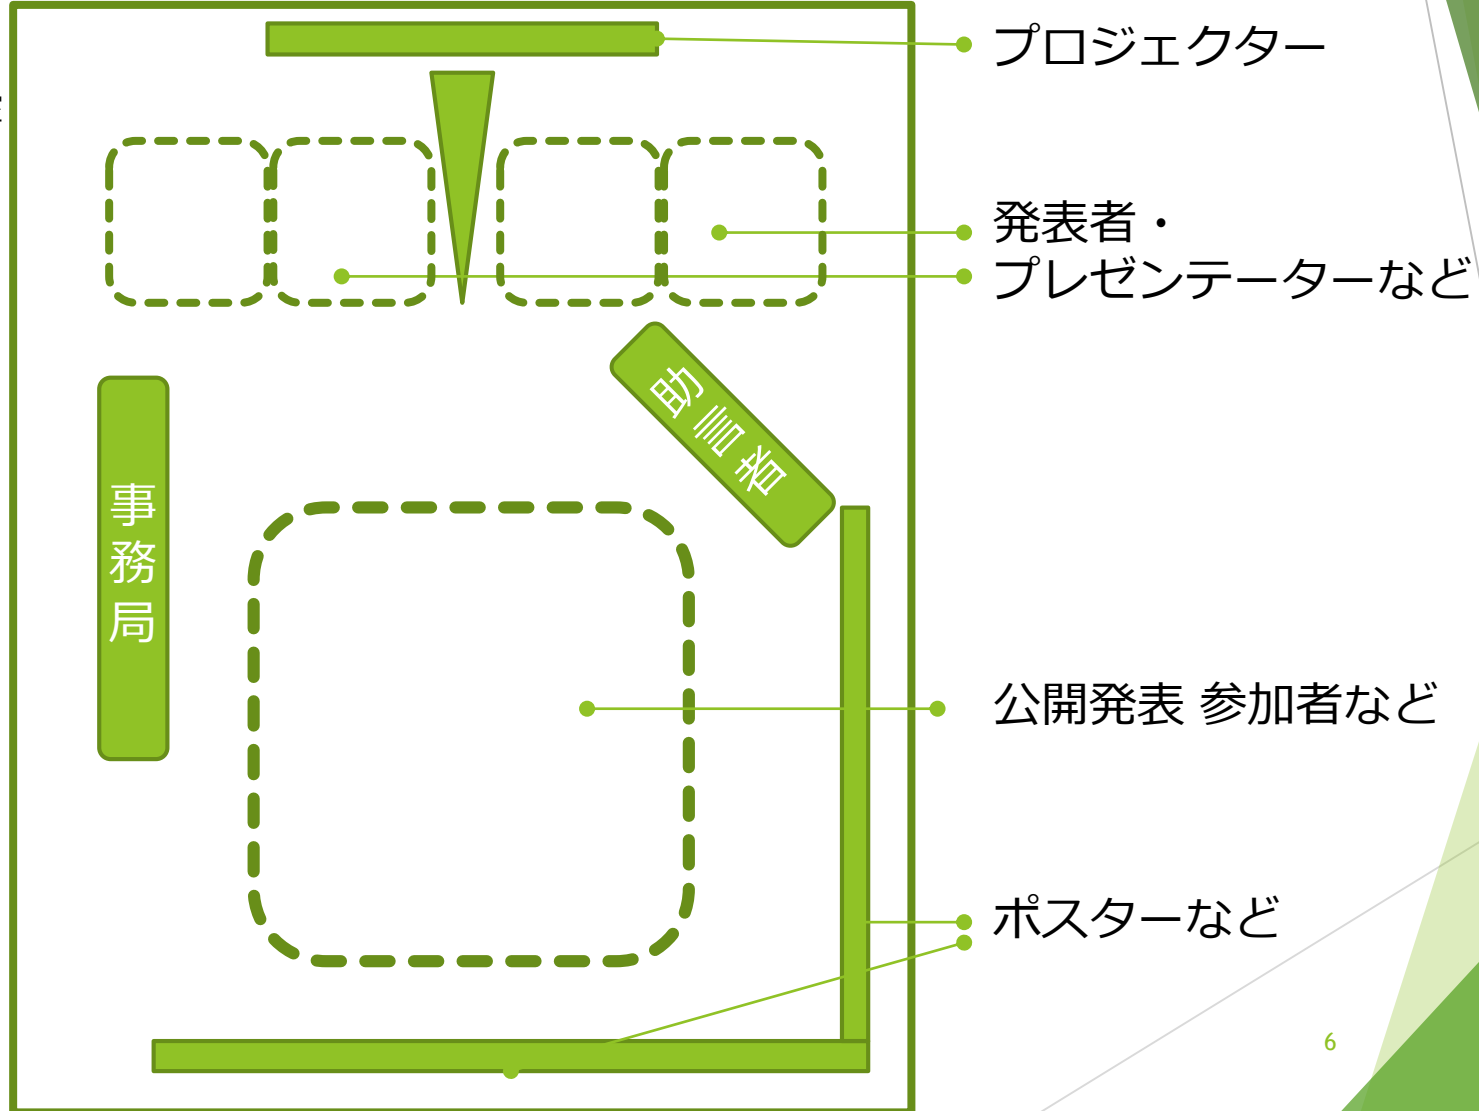 プロジェクター
発表者・
プレゼンテーターなど
助言者
事務局
公開発表 参加者など
ポスターなど
6